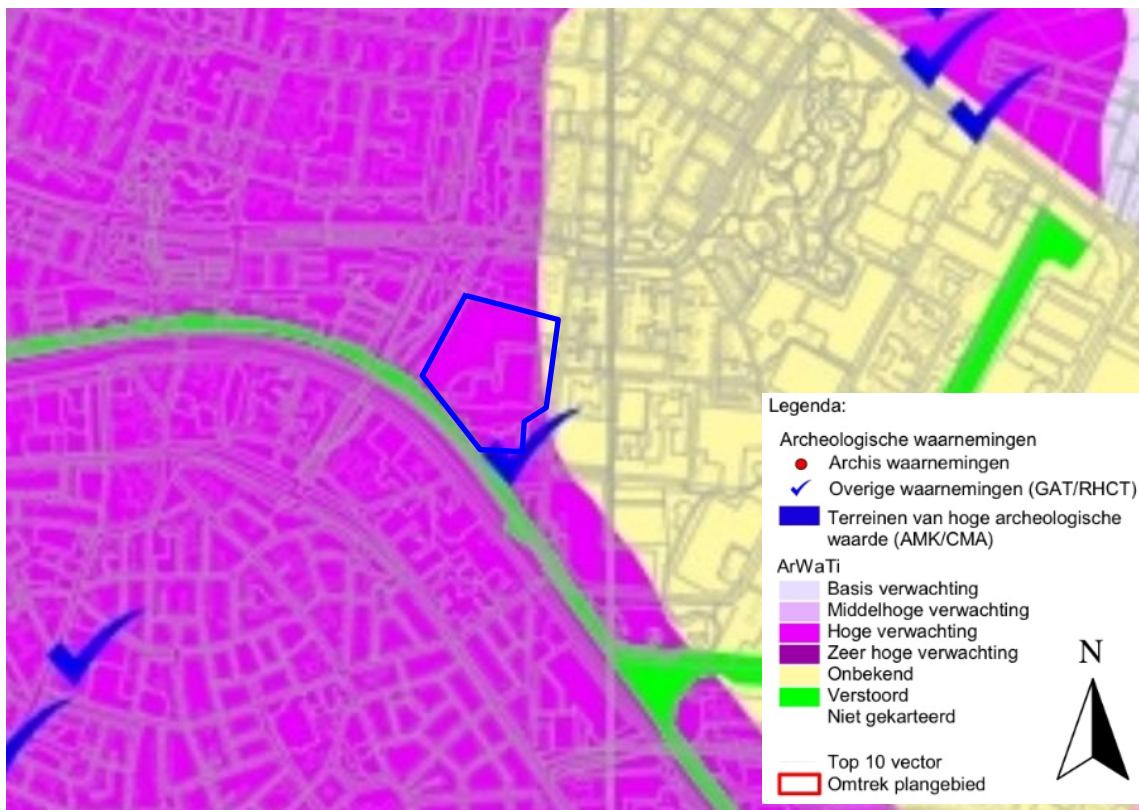 Legenda:
Archeologische waarnemingen
Archis waarnemingen
Overige waarnemingen (GAT/RHCT)
Terreinen van hoge archeologische
waarde (AMK/CMA)
ArWaTi
Basis verwachting
Middelhoge verwachting
Hoge verwachting
Zeer hoge verwachting
Onbekend
Verstoord
Niet gekarteerd
N
Top 10 vector
Omtrek plangebied